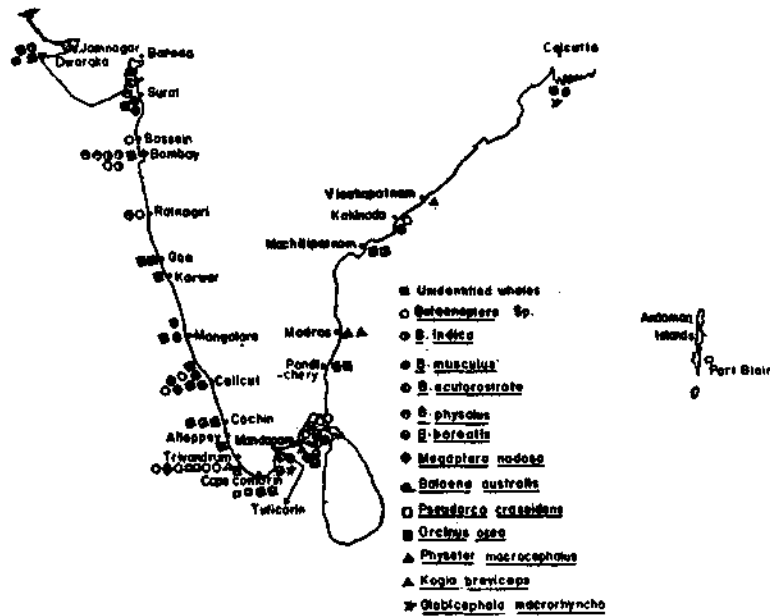 Jamnagar
Dwaraka
Baroda
Surat
Bassein
Bombay
Ratnagiri
Goa
Karwar
Mangalore
Calicut
Cochin
Alleppey
Mandapam
Trivandrum
Cape Comorin
Tuticorin
Calcutta
Visakhapatnam
Kakinada
Machilipatnam
Madras
Pondi
-chery
Andaman
Islands
Port Blair
Unidentified whales
Balaenoptera Sp.
B. indica
B. musculus
B. acutorostrata
B. physalus
B. borealis
Megaptera nodosa
Balaena australis
Pseudorca crassidens
Orcinus orca
Physeter macrocephalus
Kogia breviceps
Globicephala macrorhyncha